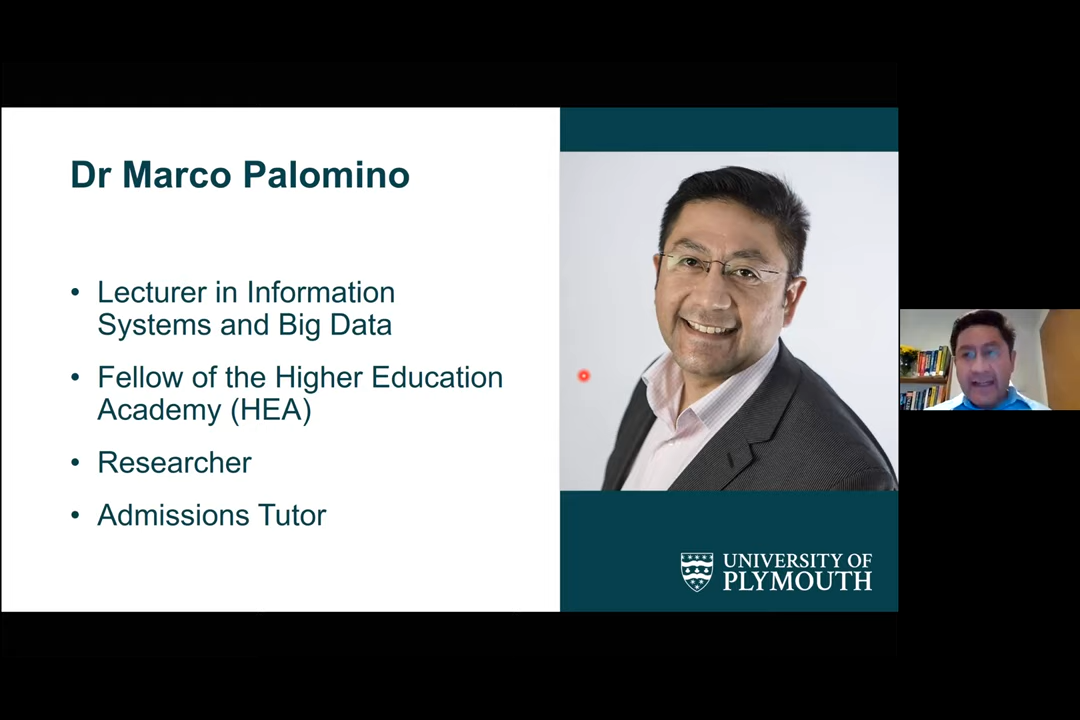 Dr Marco Palomino
• Lecturer in Information
Systems and Big Data
• Fellow of the Higher Education
Academy (HEA)
• Researcher
• Admissions Tutor
UNIVERSITY OF
PLYMOUTH